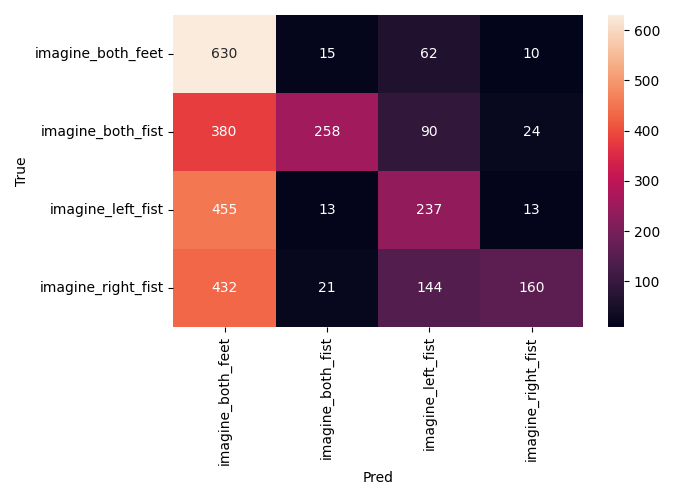 imagine_both_feet 630 15 62 10
imagine_both_fist 380 258 90 24
imagine_left_fist 455 13 237 13
imagine_right_fist 432 21 144 160
True
imagine_both_feet
imagine_both_fist
imagine_left_fist
imagine_right_fist
Pred
600
500
400
300
200
100